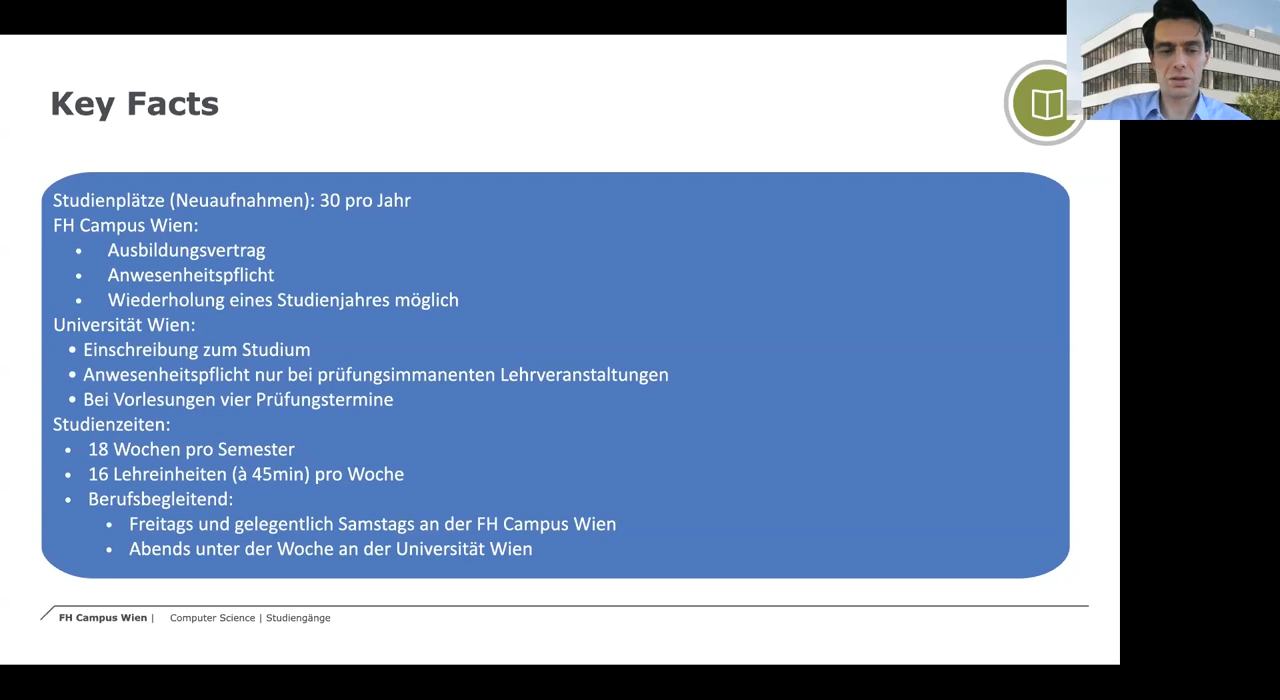 Key Facts
Wien
Studienplätze (Neuaufnahmen): 30 pro Jahr
FH Campus Wien:
• Ausbildungsvertrag
• Anwesenheitspflicht
• Wiederholung eines Studienjahres möglich
Universität Wien:
• Einschreibung zum Studium
• Anwesenheitspflicht nur bei prüfungsimmanenten Lehrveranstaltungen
• Bei Vorlesungen vier Prüfungstermine
Studienzeiten:
• 18 Wochen pro Semester
• 16 Lehreinheiten (à 45min) pro Woche
• Berufsbegleitend:
• Freitags und gelegentlich Samstags an der FH Campus Wien
• Abends unter der Woche an der Universität Wien
FH Campus Wien | Computer Science | Studiengänge